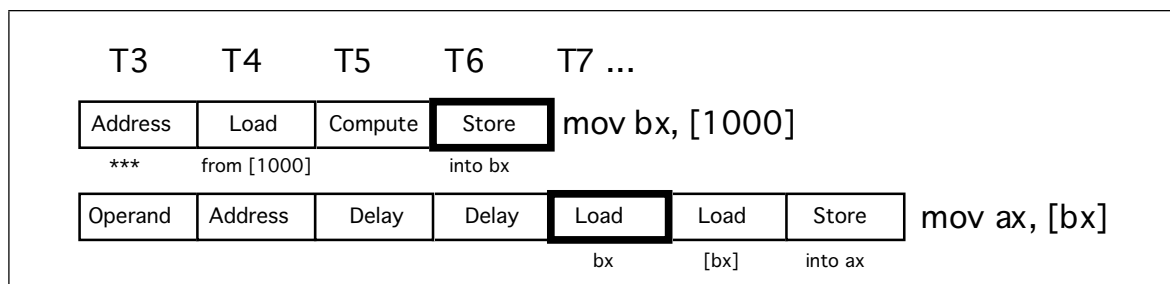 T3 T4 T5 T6 T7 ...
Address Load Compute Store mov bx, [1000]
*** from [1000] into bx
Operand Address Delay Delay Load Load Store mov ax, [bx]
bx [bx] into ax